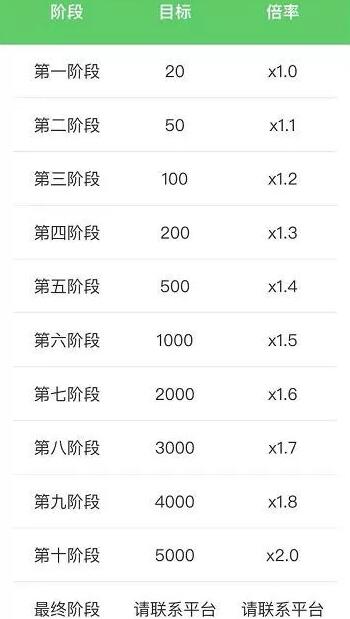 阶段 目标 倍率
第一阶段 20 x1.0
第二阶段 50 x1.1
第三阶段 100 x1.2
第四阶段 200 x1.3
第五阶段 500 x1.4
第六阶段 1000 x1.5
第七阶段 2000 x1.6
第八阶段 3000 x1.7
第九阶段 4000 x1.8
第十阶段 5000 x2.0
最终阶段 请联系平台 请联系平台